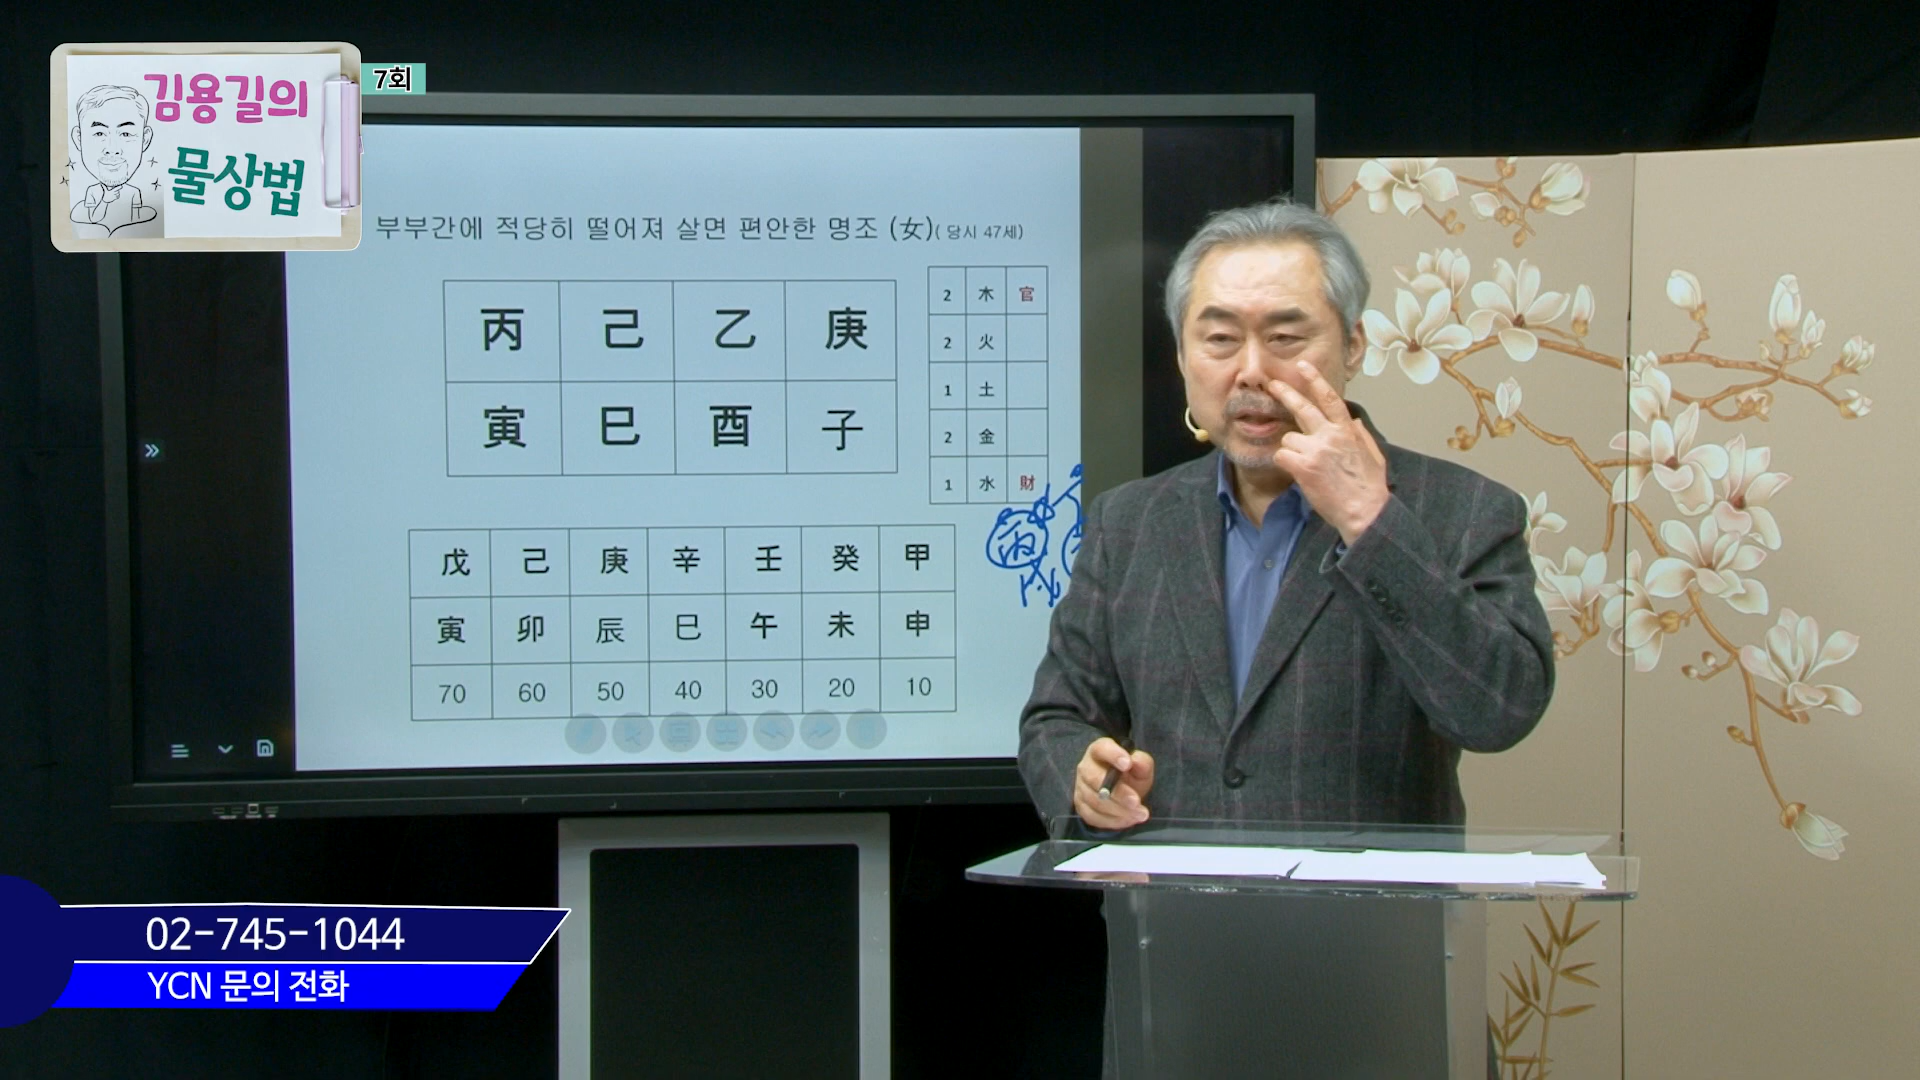 김용길의
물상법
7회
부부간에 적당히 떨어져 살면 편안한 명조 (女)( 당시 47세)
丙 己 乙 庚
寅 巳 酉 子
2 木 官
2 火
1 土
2 金
1 水 財
戊 己 庚 辛 壬 癸 甲
寅 卯 辰 巳 午 未 申
70 60 50 40 30 20 10
02-745-1044
YCN 문의 전화